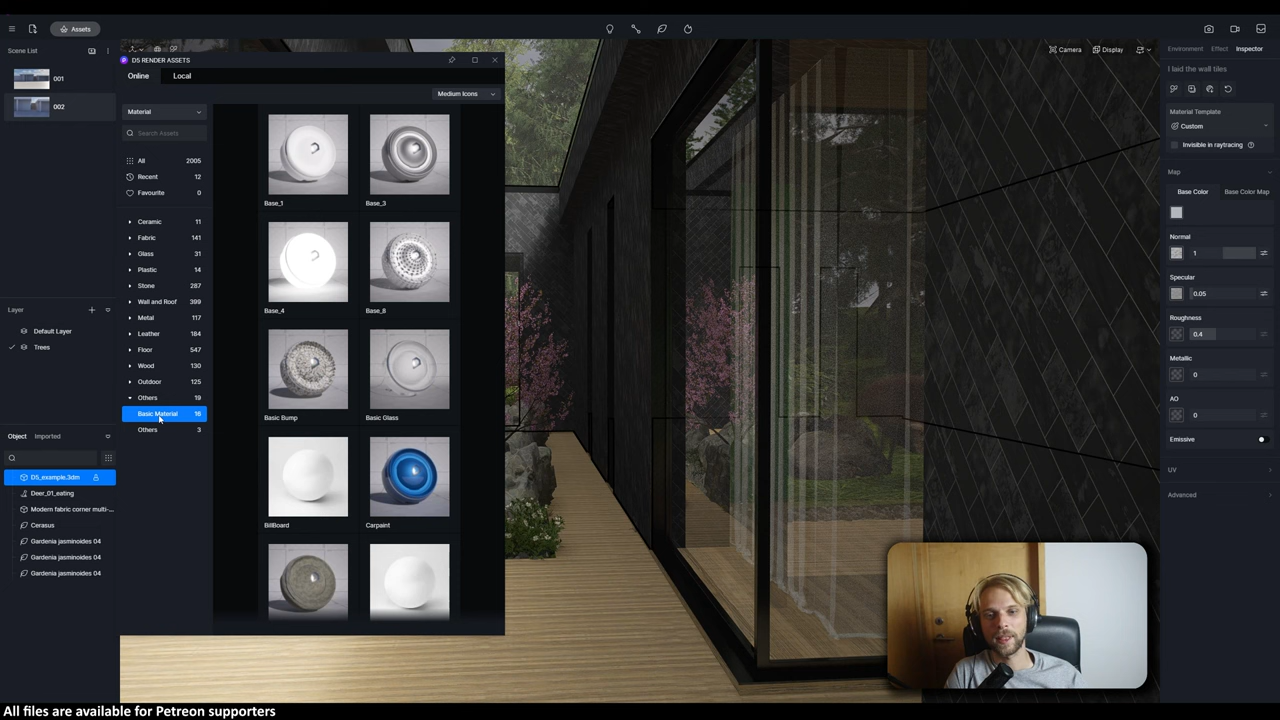 Assets
Scene List
001
002
D5 RENDER ASSETS
Online
Local
Medium Icons
Material
Search Assets
All 2005
Recent 12
Favourite 0
Ceramic 11
Fabric 141
Glass 31
Plastic 14
Stone 287
Wall and Roof 399
Metal 117
Leather 184
Floor 547
Wood 130
Outdoor 125
Others 19
Basic Material 16
Others 3
Base_1
Base_3
Base_4
Base_8
Basic Bump
Basic Glass
BillBoard
Carpaint
Layer
Default Layer
Trees
Object
Imported
D5_example.3dm
Deer_01_eating
Modern fabric corner multi-...
Cerasus
Gardenia jasminoides 04
Gardenia jasminoides 04
Gardenia jasminoides 04
Camera
Display
Environment
Effect
Inspector
I laid the wall tiles
Material Template
Custom
Invisible in raytracing
Map
Base Color
Base Color Map
Normal
1
Specular
0.05
Roughness
0.4
Metallic
0
AO
0
Emissive
UV
Advanced
All files are available for Petreon supporters